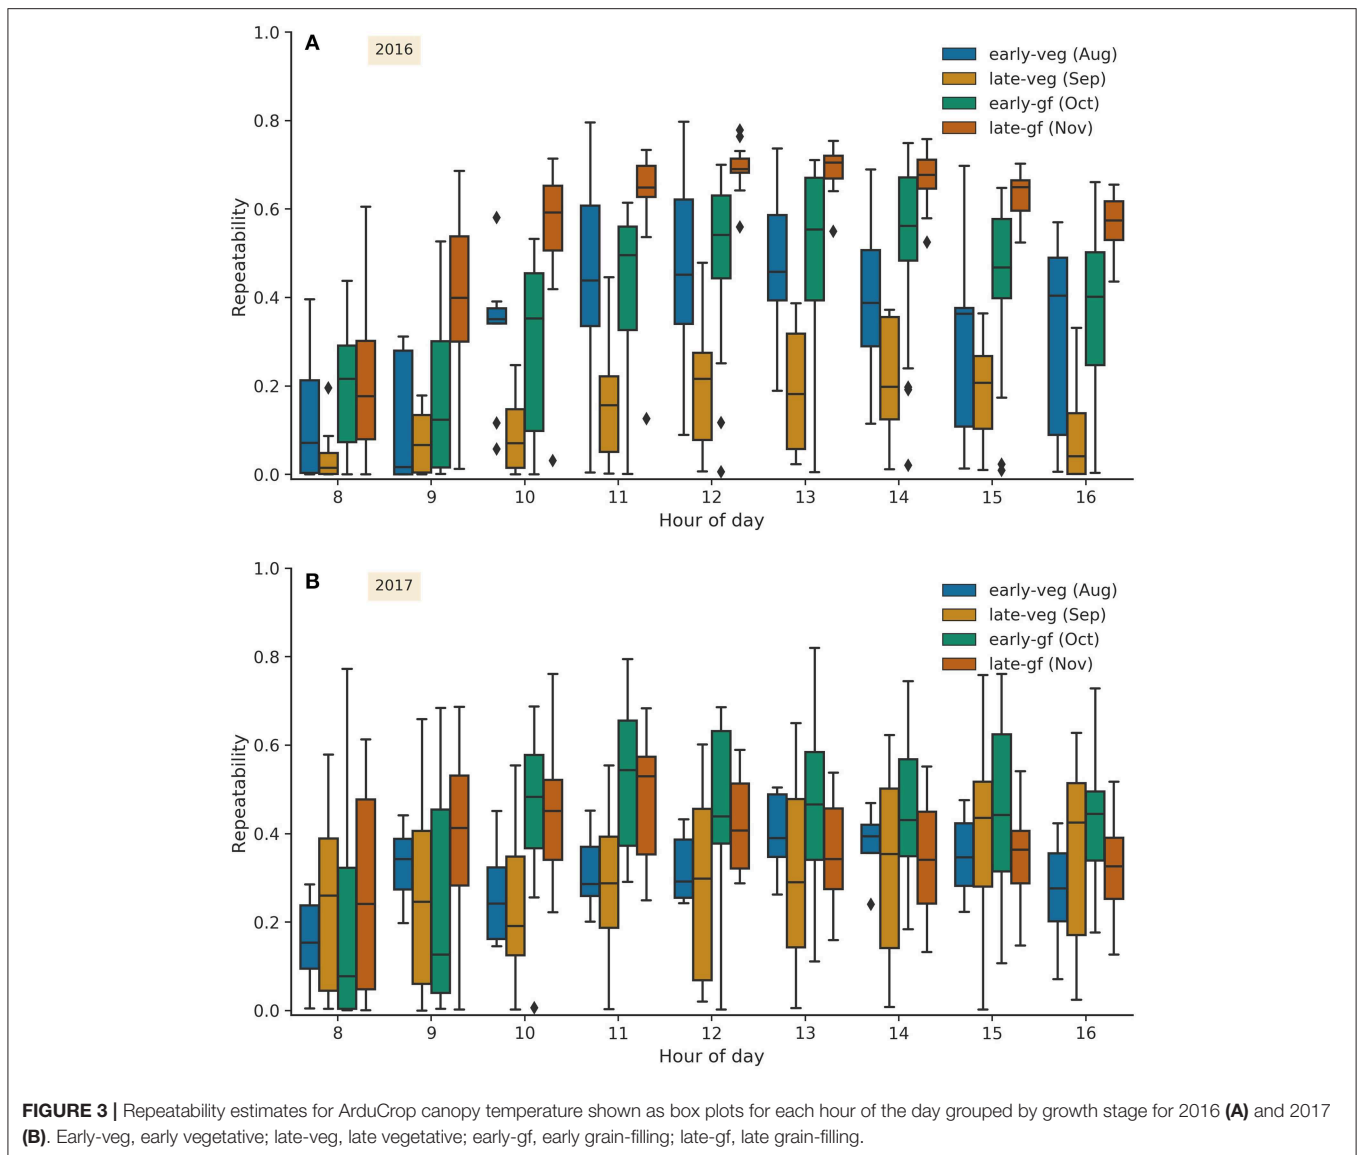 A
2016
early-veg (Aug)
late-veg (Sep)
early-gf (Oct)
late-gf (Nov)
Repeatability
1.0
0.8
0.6
0.4
0.2
0.0
8 9 10 11 12 13 14 15 16
Hour of day
B
2017
early-veg (Aug)
late-veg (Sep)
early-gf (Oct)
late-gf (Nov)
Repeatability
1.0
0.8
0.6
0.4
0.2
0.0
8 9 10 11 12 13 14 15 16
Hour of day
FIGURE 3 | Repeatability estimates for ArduCrop canopy temperature shown as box plots for each hour of the day grouped by growth stage for 2016 (A) and 2017
(B). Early-veg, early vegetative; late-veg, late vegetative; early-gf, early grain-filling; late-gf, late grain-filling.